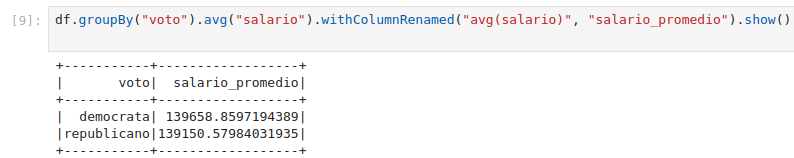 [9]: df.groupBy("voto").avg("salario").withColumnRenamed("avg(salario)", "salario_promedio").show()
+-----------+------------------+
|       voto|  salario_promedio|
+-----------+------------------+
|  democrata| 139658.8597194389|
|republicano|139150.57984031935|
+-----------+------------------+